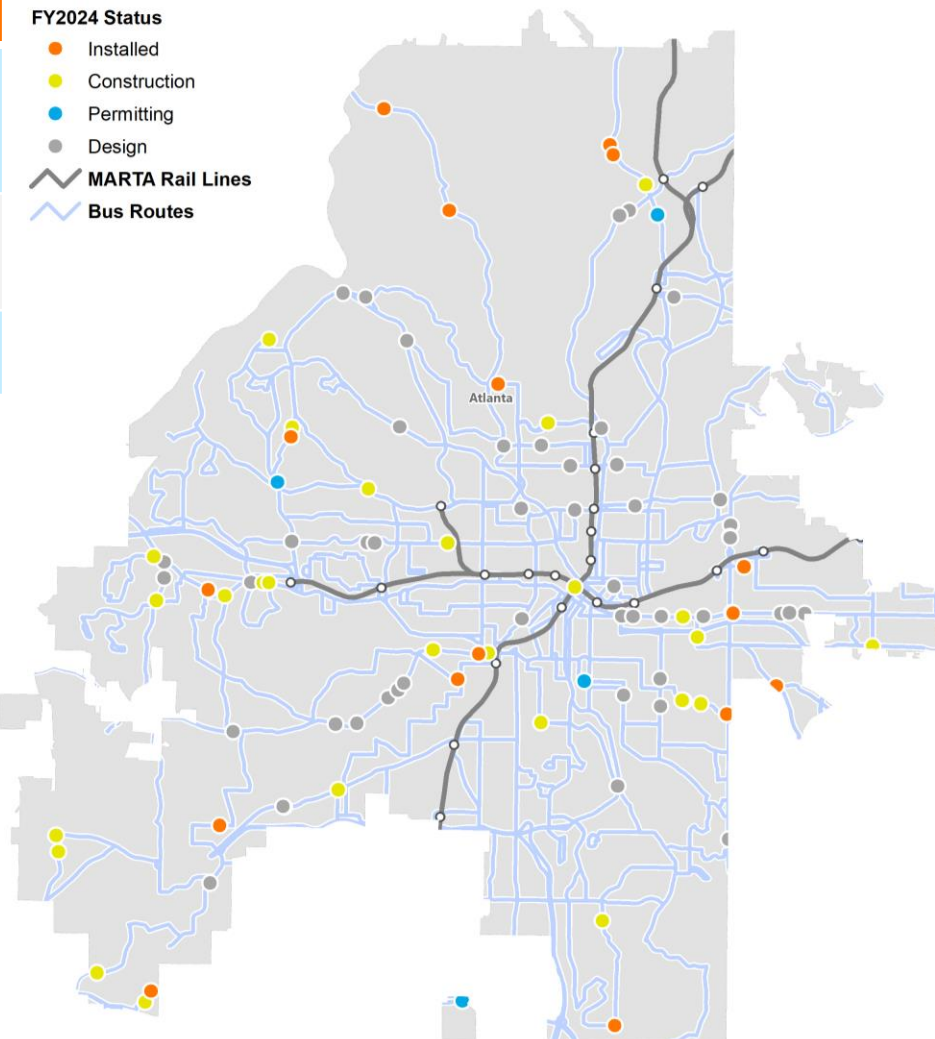 FY2024 Status
Installed
Construction
Permitting
Design
MARTA Rail Lines
Bus Routes
Atlanta